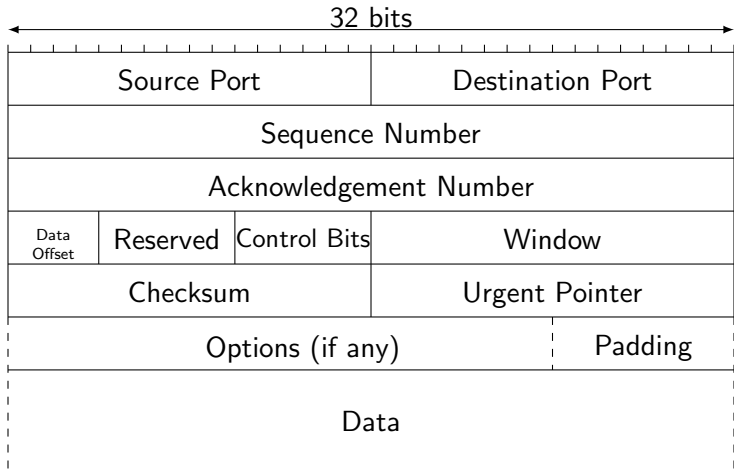 32 bits
Source Port Destination Port
Sequence Number
Acknowledgement Number
Data
Offset
Reserved Control Bits Window
Checksum Urgent Pointer
Options (if any) Padding
Data